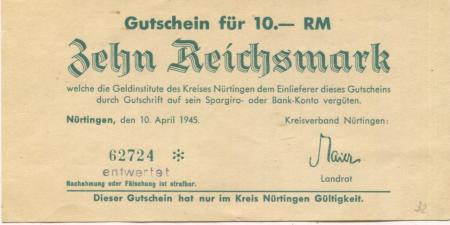 Gutschein für 10.— RM
Zehn Reichsmark
welche die Geldinstitute des Kreises Nürtingen dem Einlieferer dieses Gutscheins
durch Gutschrift auf sein Spargiro- oder Bank-Konto vergüten.
Nürtingen, den 10. April 1945. Kreisverband Nürtingen:
62724 *
entwertet
Maier
Nachahmung oder Fälschung ist strafbar. Landrat
Dieser Gutschein hat nur im Kreis Nürtingen Gültigkeit.
32